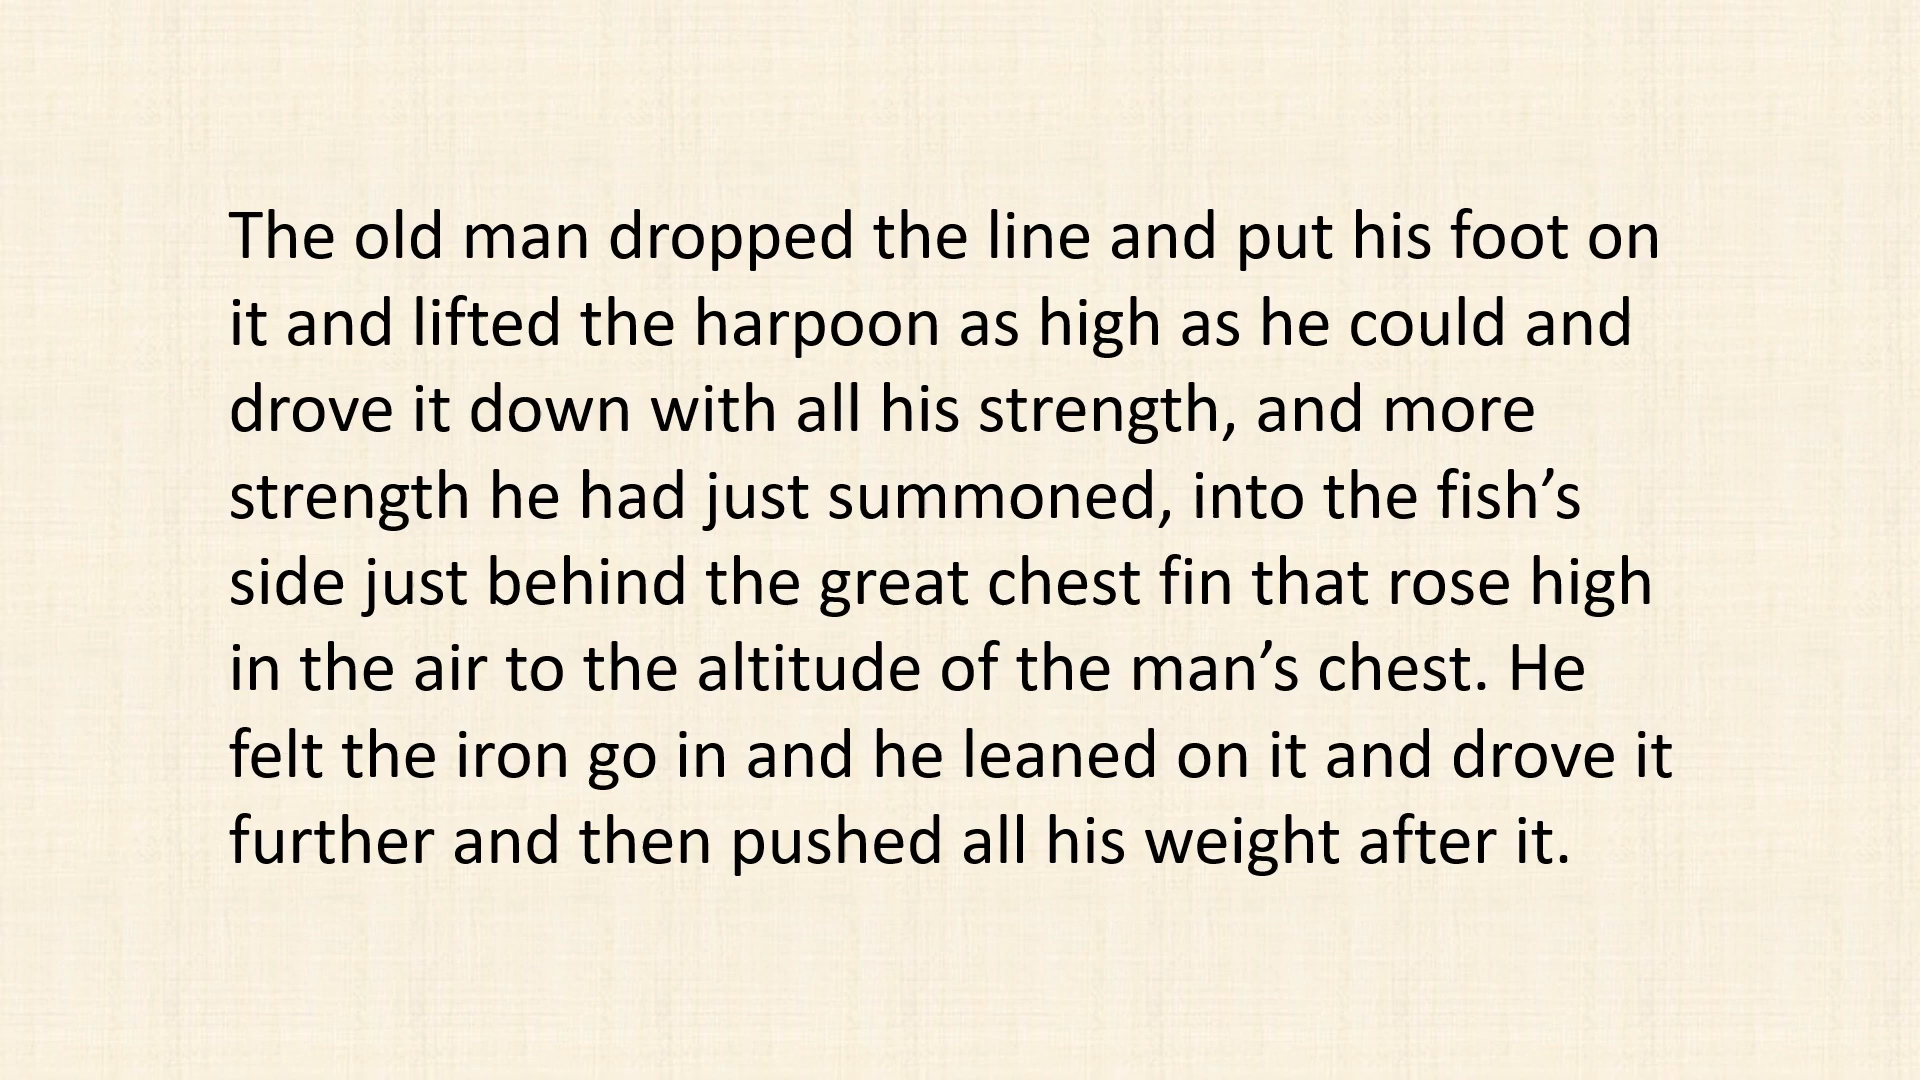 The old man dropped the line and put his foot on
it and lifted the harpoon as high as he could and
drove it down with all his strength, and more
strength he had just summoned, into the fish’s
side just behind the great chest fin that rose high
in the air to the altitude of the man’s chest. He
felt the iron go in and he leaned on it and drove it
further and then pushed all his weight after it.